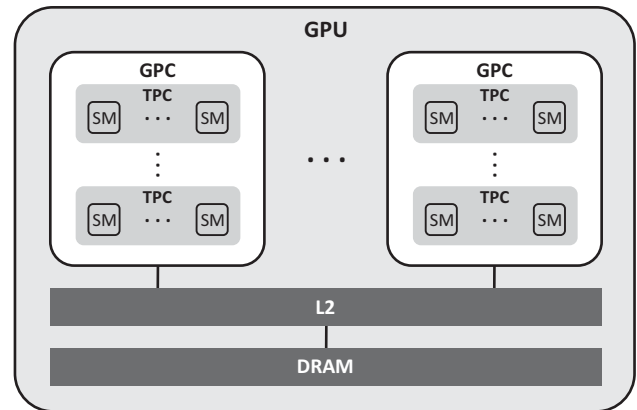 GPU
GPC GPC
TPC TPC
SM ... SM SM ... SM
TPC TPC
SM ... SM SM ... SM
L2
DRAM